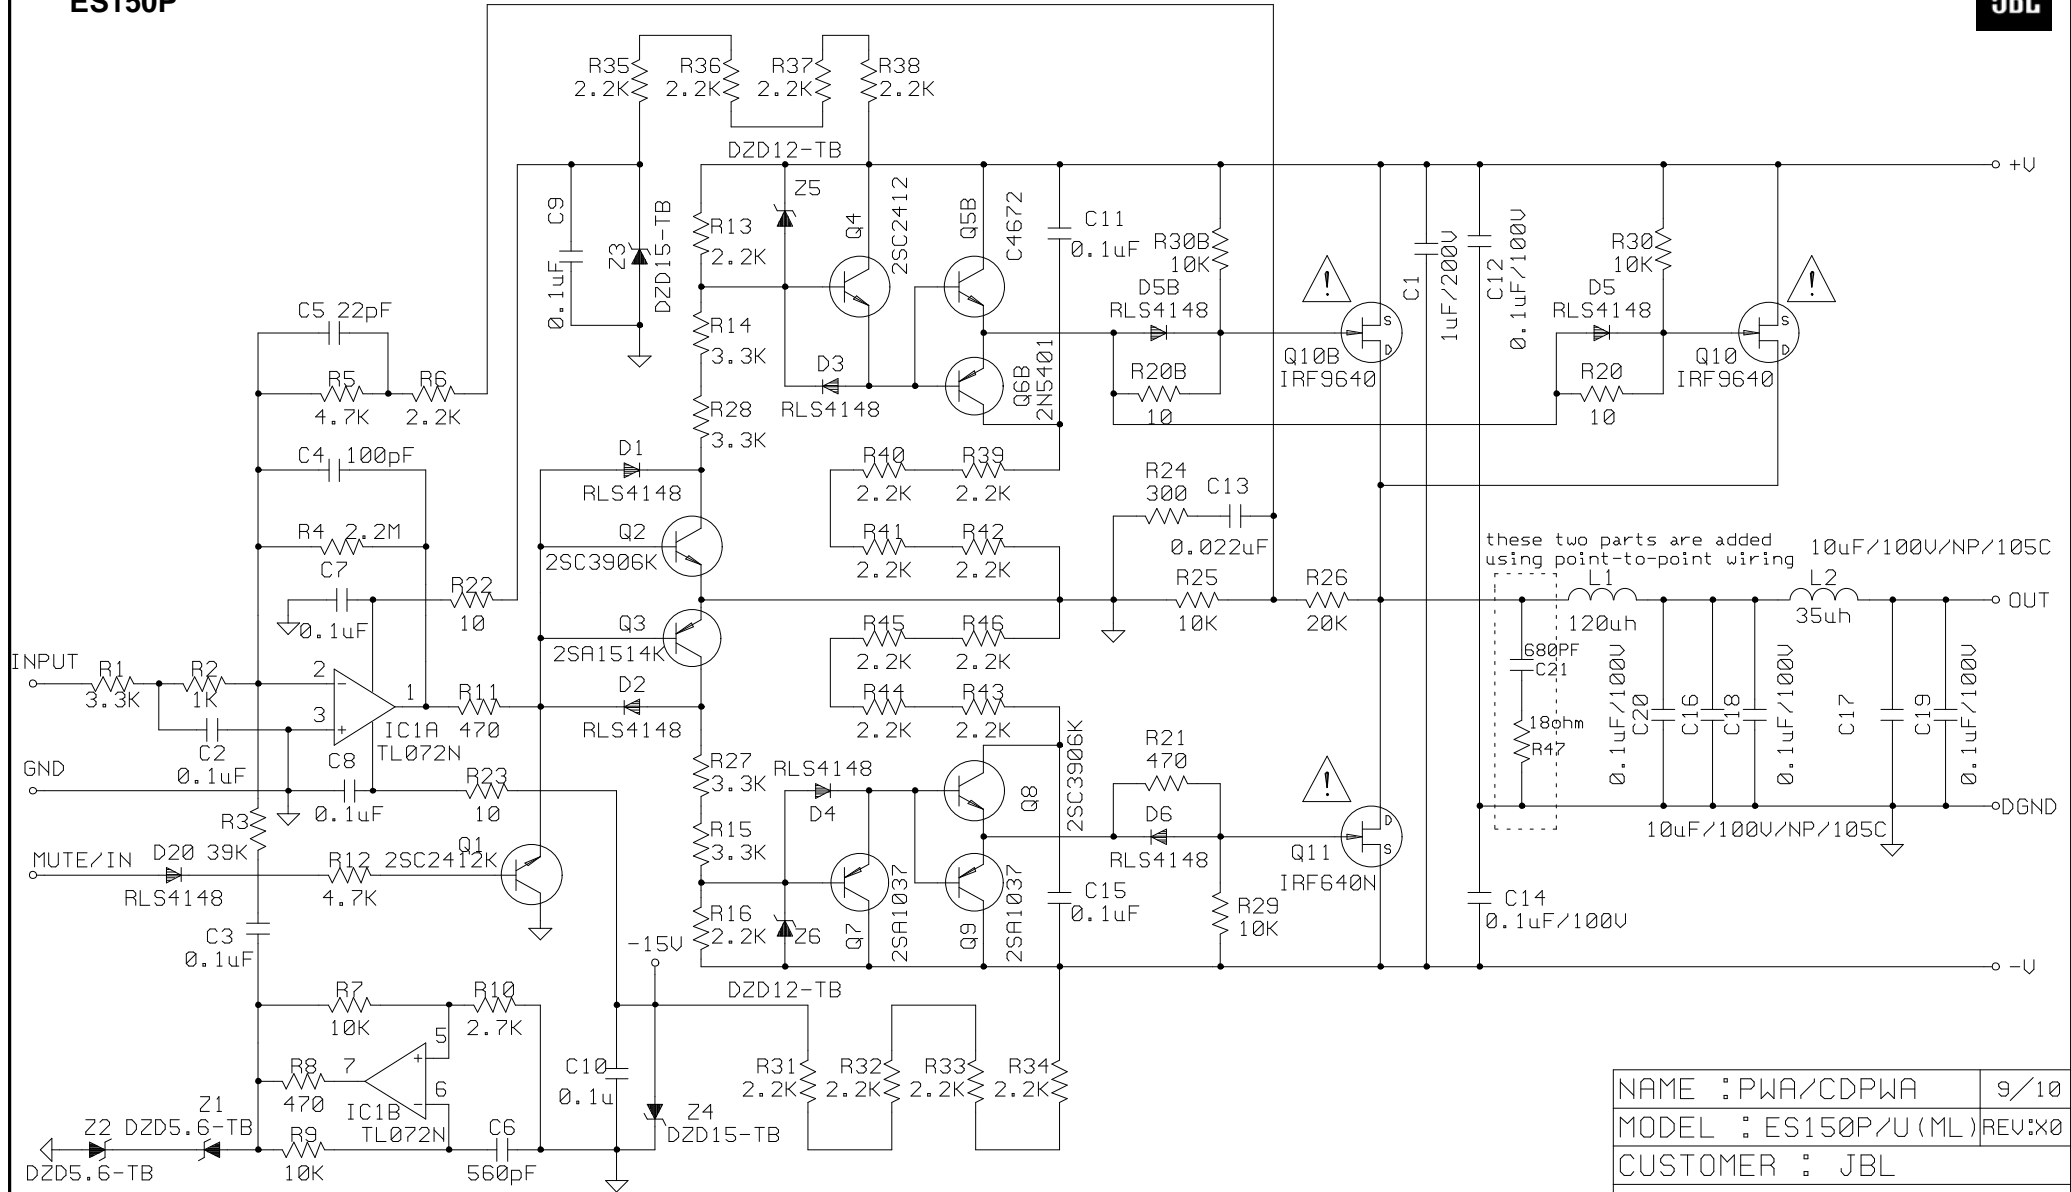 ES150P
JBL
R35
2.2K
R36
2.2K
R37
2.2K
R38
2.2K
DZD12-TB
Z5
Q4
2SC2412
Q5B
C4672
C11
0.1uF
+V
C9
0.1uF
Z3
DZD15-TB
R13
2.2K
R30B
10K
D5B
RLS4148
!
C1
1uF/200V
C12
0.1uF/100V
R30
10K
D5
RLS4148
!
C5 22pF
R14
3.3K
D3
RLS4148
Q6B
2N5401
S
D
Q10B
IRF9640
S
D
Q10
IRF9640
R5
4.7K
R6
2.2K
R28
3.3K
R20B
10
R20
10
C4 100pF
D1
RLS4148
R40
2.2K
R39
2.2K
R24
300
C13
0.022uF
R4 2.2M
Q2
2SC3906K
R41
2.2K
R42
2.2K
these two parts are added
using point-to-point wiring
10uF/100V/NP/105C
C7
0.1uF
R22
10
Q3
2SA1514K
R25
10K
R26
20K
L1
120uh
L2
35uh
OUT
R45
2.2K
R46
2.2K
680PF
C21
INPUT
R1
3.3K
R2
1K
2
3
-
+
1
IC1A
TL072N
R11
470
D2
RLS4148
R44
2.2K
R43
2.2K
18ohm
R47
0.1uF/100V
C20
C16
C18
0.1uF/100V
C17
C19
0.1uF/100V
C2
0.1uF
C8
0.1uF
GND
R23
10
R27
3.3K
RLS4148
D4
Q8
2SC3906K
R21
470
D6
RLS4148
!
D
S
Q11
IRF640N
DGND
10uF/100V/NP/105C
R3
39K
MUTE/IN
D20
RLS4148
R12
4.7K
2SC2412K
Q1
R15
3.3K
R16
2.2K
Z6
Q7
2SA1037
Q9
2SA1037
C15
0.1uF
R29
10K
C14
0.1uF/100V
C3
0.1uF
-15V
-V
DZD12-TB
R7
10K
R10
2.7K
5
6
+
-
7
R8
470
IC1B
TL072N
C10
0.1u
R31
2.2K
R32
2.2K
R33
2.2K
R34
2.2K
Z2
DZD5.6-TB
Z1
DZD5.6-TB
R9
10K
C6
560pF
Z4
DZD15-TB
NAME : PWA/CDPWA 9/10
MODEL : ES150P/U(ML) REV:X0
CUSTOMER : JBL